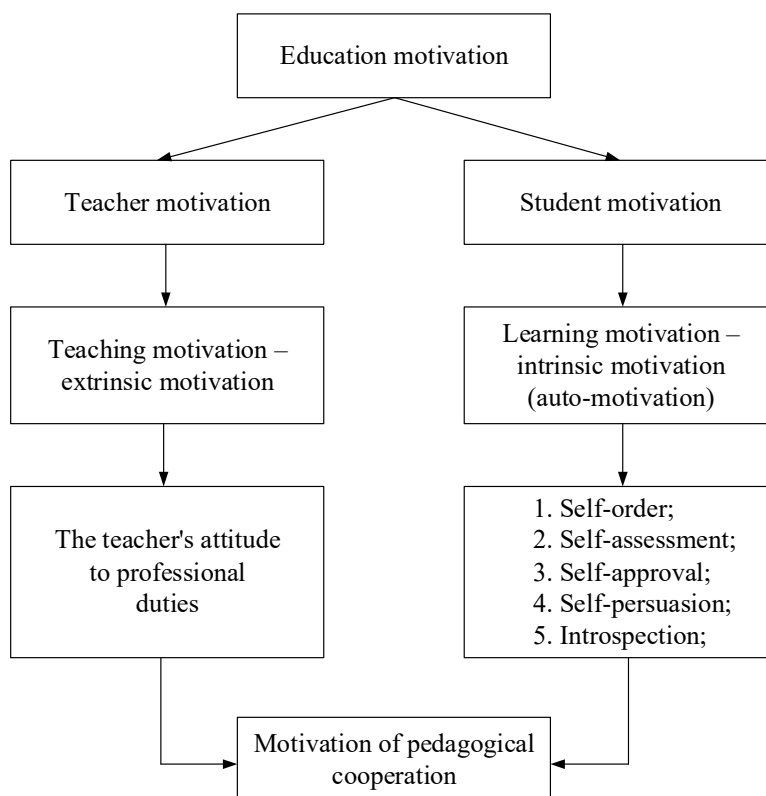 Education motivation
Teacher motivation
Student motivation
Teaching motivation –
extrinsic motivation
Learning motivation –
intrinsic motivation
(auto-motivation)
The teacher's attitude
to professional
duties
1. Self-order;
2. Self-assessment;
3. Self-approval;
4. Self-persuasion;
5. Introspection;
Motivation of pedagogical
cooperation